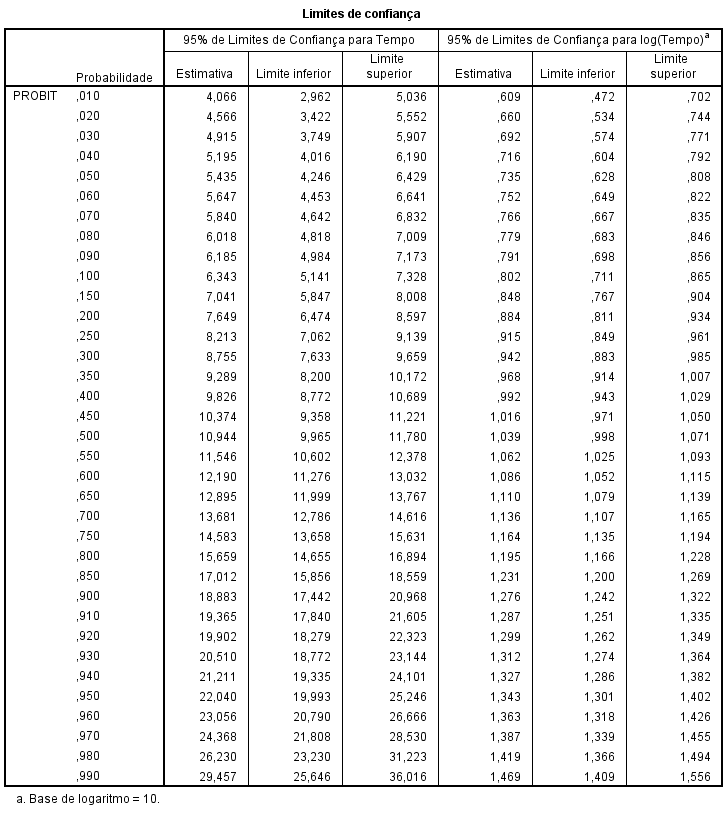 Limites de confiança
95% de Limites de Confiança para Tempo 95% de Limites de Confiança para log(Tempo)a
Probabilidade Estimativa Limite inferior Limite superior Estimativa Limite inferior Limite superior
PROBIT ,010 4,066 2,962 5,036 ,609 ,472 ,702
,020 4,566 3,422 5,552 ,660 ,534 ,744
,030 4,915 3,749 5,907 ,692 ,574 ,771
,040 5,195 4,016 6,190 ,716 ,604 ,792
,050 5,435 4,246 6,429 ,735 ,628 ,808
,060 5,647 4,453 6,641 ,752 ,649 ,822
,070 5,840 4,642 6,832 ,766 ,667 ,835
,080 6,018 4,818 7,009 ,779 ,683 ,846
,090 6,185 4,984 7,173 ,791 ,698 ,856
,100 6,343 5,141 7,328 ,802 ,711 ,865
,150 7,041 5,847 8,008 ,848 ,767 ,904
,200 7,649 6,474 8,597 ,884 ,811 ,934
,250 8,213 7,062 9,139 ,915 ,849 ,961
,300 8,755 7,633 9,659 ,942 ,883 ,985
,350 9,289 8,200 10,172 ,968 ,914 1,007
,400 9,826 8,772 10,689 ,992 ,943 1,029
,450 10,374 9,358 11,221 1,016 ,971 1,050
,500 10,944 9,965 11,780 1,039 ,998 1,071
,550 11,546 10,602 12,378 1,062 1,025 1,093
,600 12,190 11,276 13,032 1,086 1,052 1,115
,650 12,895 11,999 13,767 1,110 1,079 1,139
,700 13,681 12,786 14,616 1,136 1,107 1,165
,750 14,583 13,658 15,631 1,164 1,135 1,194
,800 15,659 14,655 16,894 1,195 1,166 1,228
,850 17,012 15,856 18,559 1,231 1,200 1,269
,900 18,883 17,442 20,968 1,276 1,242 1,322
,910 19,365 17,840 21,605 1,287 1,251 1,335
,920 19,902 18,279 22,323 1,299 1,262 1,349
,930 20,510 18,772 23,144 1,312 1,274 1,364
,940 21,211 19,335 24,101 1,327 1,286 1,382
,950 22,040 19,993 25,246 1,343 1,301 1,402
,960 23,056 20,790 26,666 1,363 1,318 1,426
,970 24,368 21,808 28,530 1,387 1,339 1,455
,980 26,230 23,230 31,223 1,419 1,366 1,494
,990 29,457 25,646 36,016 1,469 1,409 1,556
a. Base de logaritmo = 10.